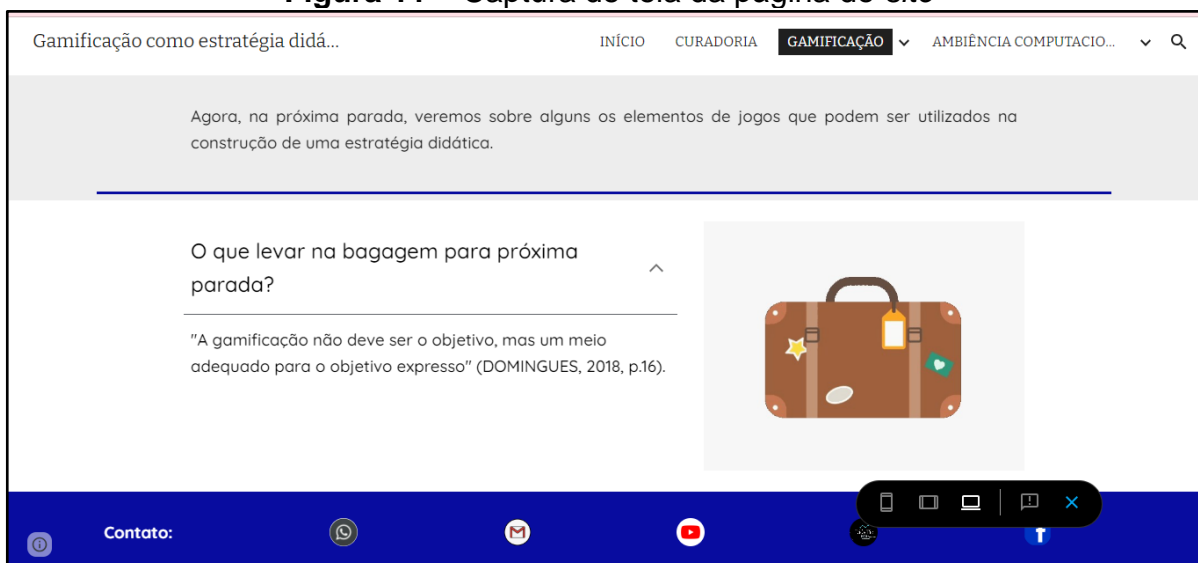 Gamificação como estratégia didá...
INÍCIO CURADORIA GAMIFICAÇÃO AMBIÊNCIA COMPUTACIO...
Agora, na próxima parada, veremos sobre alguns os elementos de jogos que podem ser utilizados na
construção de uma estratégia didática.
O que levar na bagagem para próxima
parada?
"A gamificação não deve ser o objetivo, mas um meio
adequado para o objetivo expresso" (DOMINGUES, 2018, p.16).
Contato: